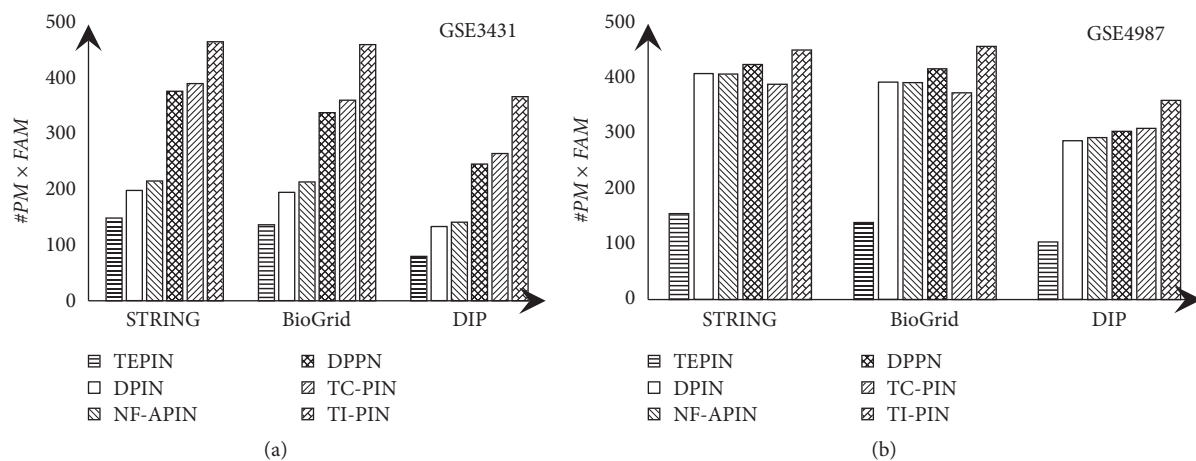 GSE3431
500
400
300
200
100
0
#PM × FAM
STRING BioGrid DIP
TEPIN DPPN
DPIN TC-PIN
NF-APIN TI-PIN
(a)
GSE4987
500
400
300
200
100
0
#PM × FAM
STRING BioGrid DIP
TEPIN DPPN
DPIN TC-PIN
NF-APIN TI-PIN
(b)